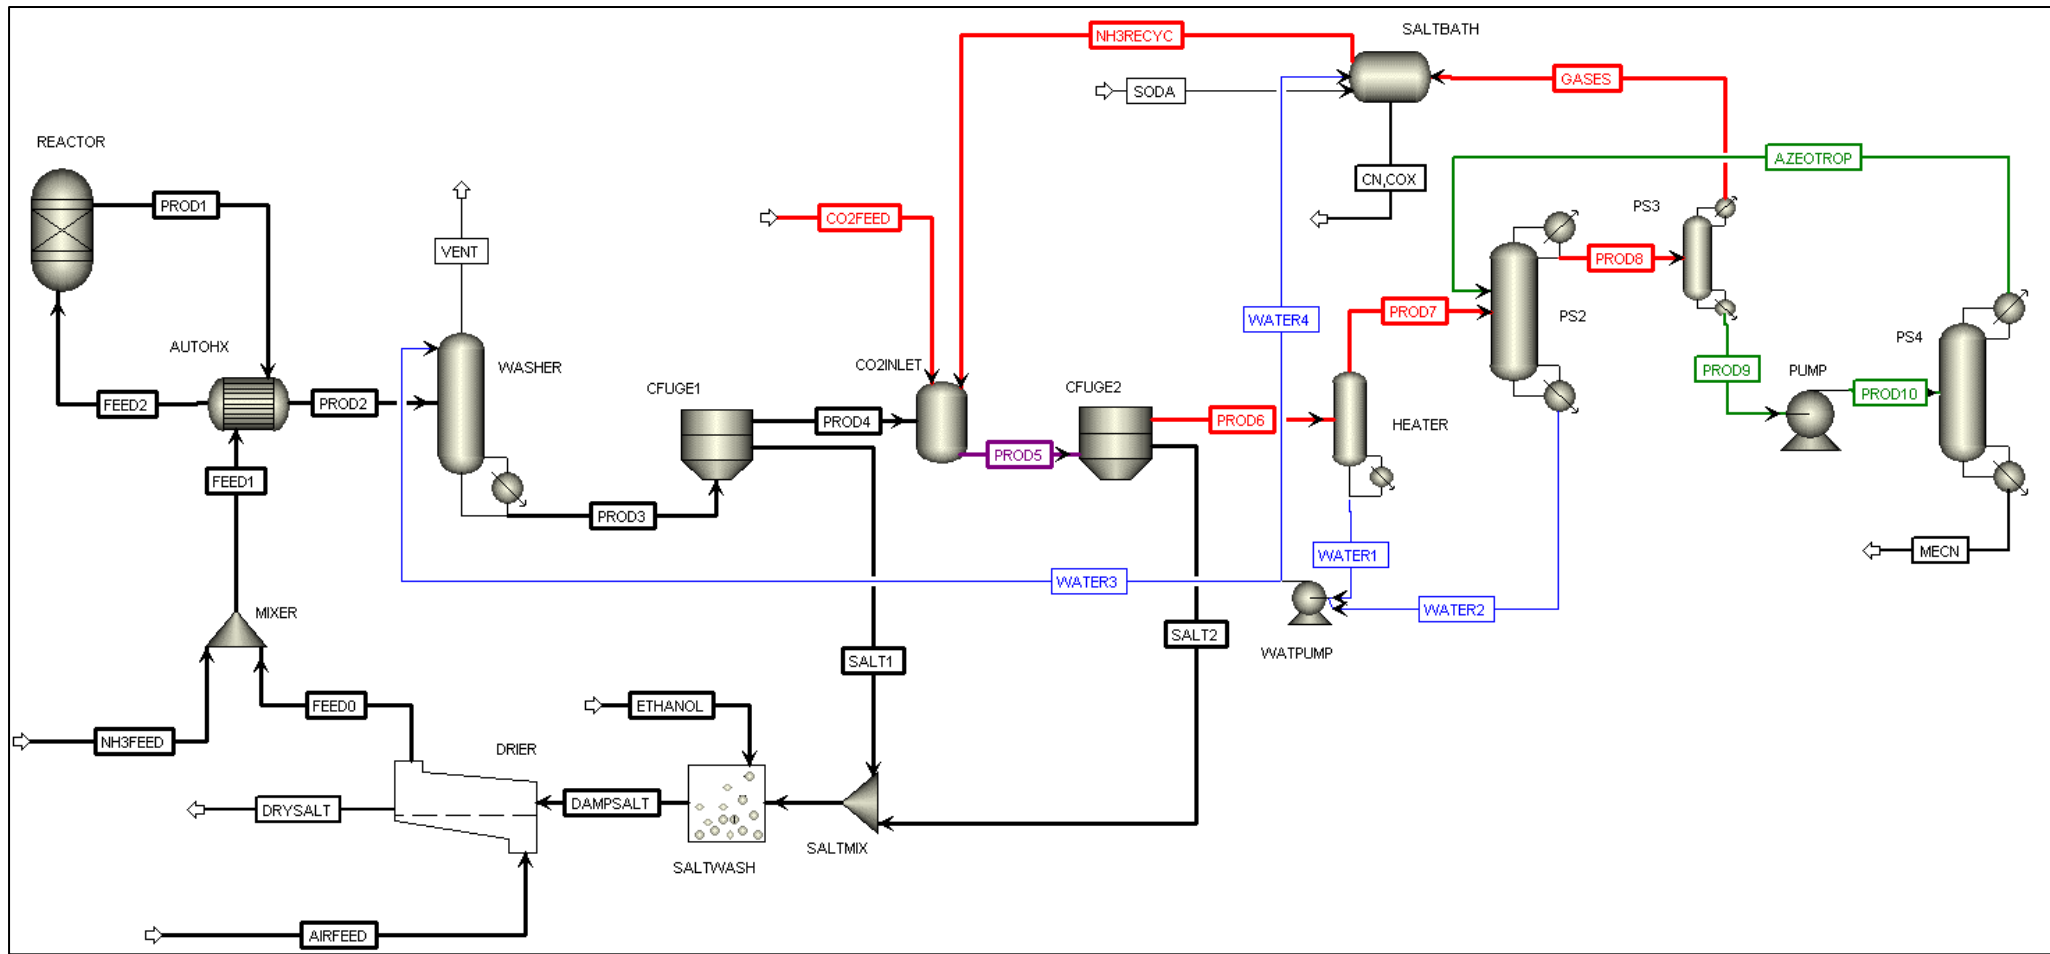 SALTBATH
NH3RECYC
GASES
SODA
REACTOR
AZEOTROP
CN,COX
PROD1
PS3
CO2FEED
VENT
PROD8
PROD7
WATER4
PS2
PS4
AUTOHX
WASHER
CO2INLET
PROD9
PUMP
CFUGE1
CFUGE2
PROD10
FEED2
PROD2
PROD4
PROD6
HEATER
PROD5
FEED1
PROD3
WATER1
MECN
WATER3
WATER2
MIXER
SALT2
WATPUMP
SALT1
FEED0
ETHANOL
NH3FEED
DRIER
DRYSALT
DAMPSALT
SALTMIX
SALTWASH
AIRFEED